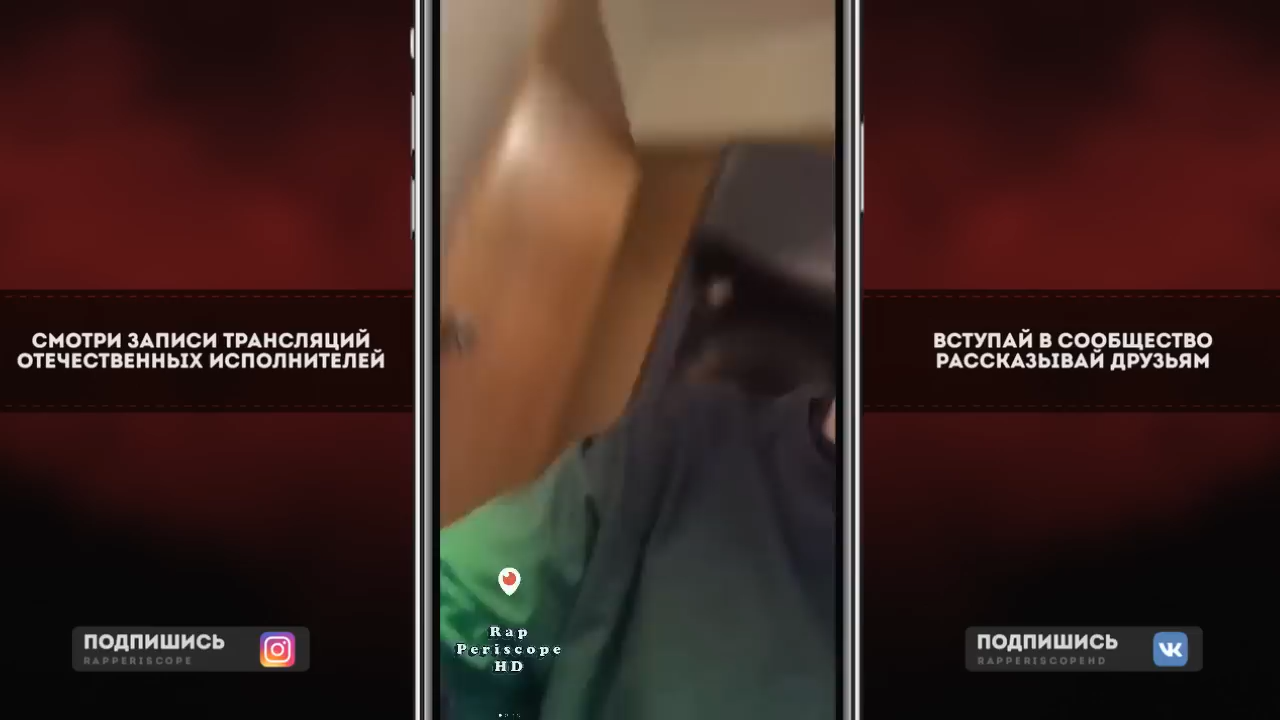 СМОТРИ ЗАПИСИ ТРАНСЛЯЦИЙ
ОТЕЧЕСТВЕННЫХ ИСПОЛНИТЕЛЕЙ
ВСТУПАЙ В СООБЩЕСТВО
РАССКАЗЫВАЙ ДРУЗЬЯМ
Rap
Periscope
HD
ПОДПИШИСЬ
RAPPERISCOPE
ПОДПИШИСЬ
RAPPERISCOPEHD